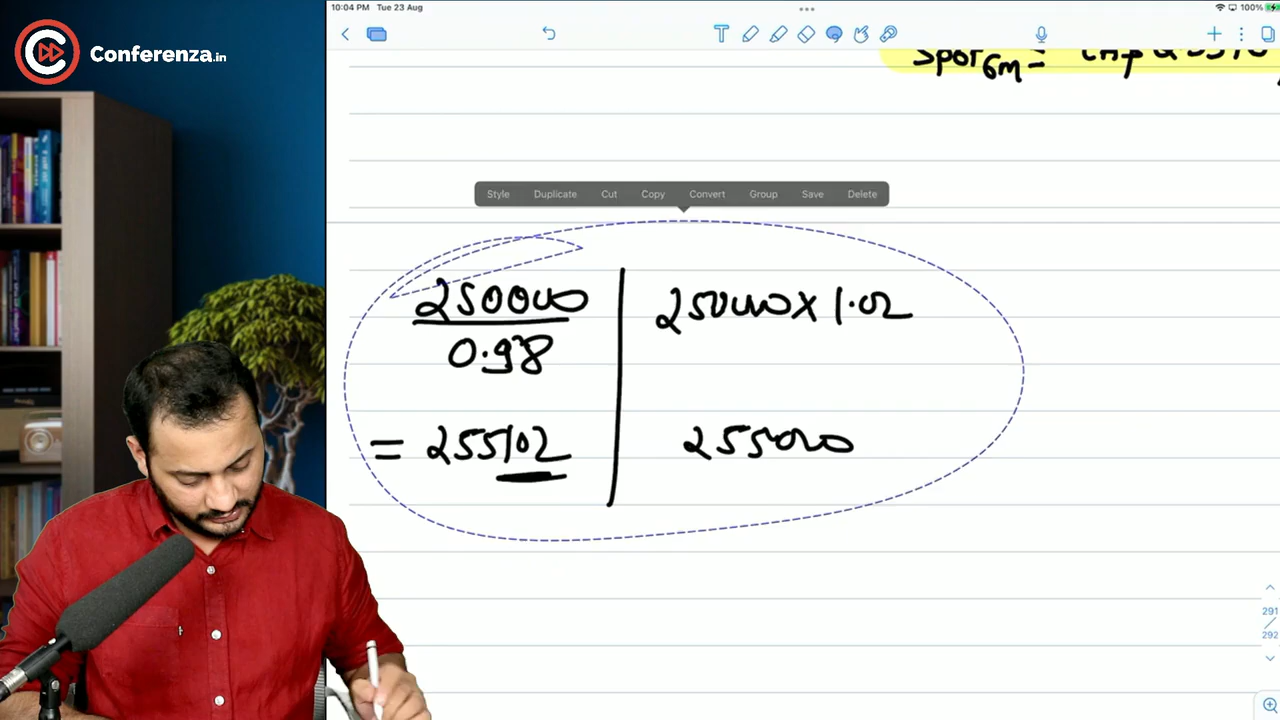 10:04 PM Tue 23 Aug
100%
Conferenza.in
Spot6m =
Style Duplicate Cut Copy Convert Group Save Delete
250000
0.98
= 255102
250000 x 1.02
255000
291
292